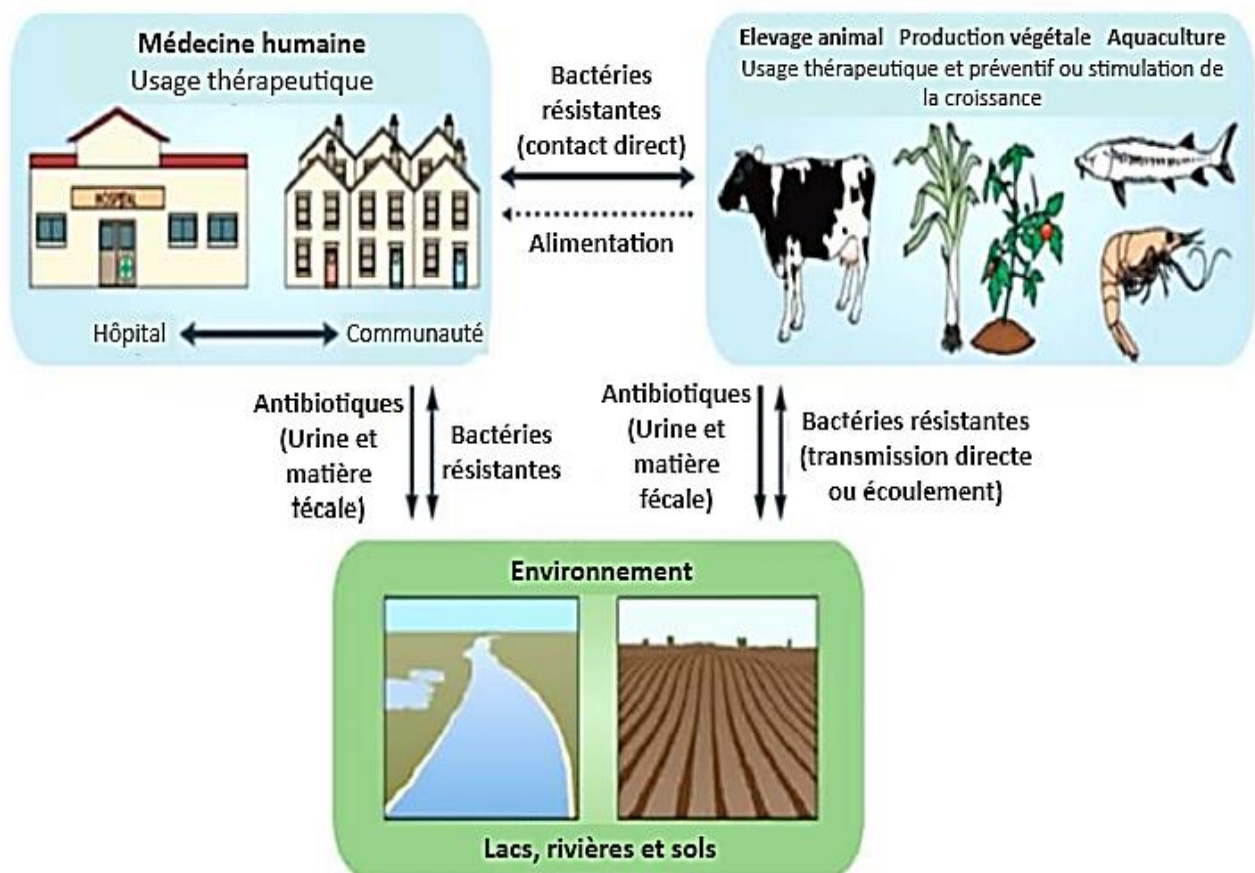 Médecine humaine
Usage thérapeutique
HOSPITAL
Hôpital
Communauté
Bactéries
résistantes
(contact direct)
Alimentation
Elevage animal Production végétale Aquaculture
Usage thérapeutique et préventif ou stimulation de
la croissance
Antibiotiques
(Urine et
matière
fécale)
Bactéries
résistantes
Antibiotiques
(Urine et
matière
fécale)
Bactéries résistantes
(transmission directe
ou écoulement)
Environnement
Lacs, rivières et sols